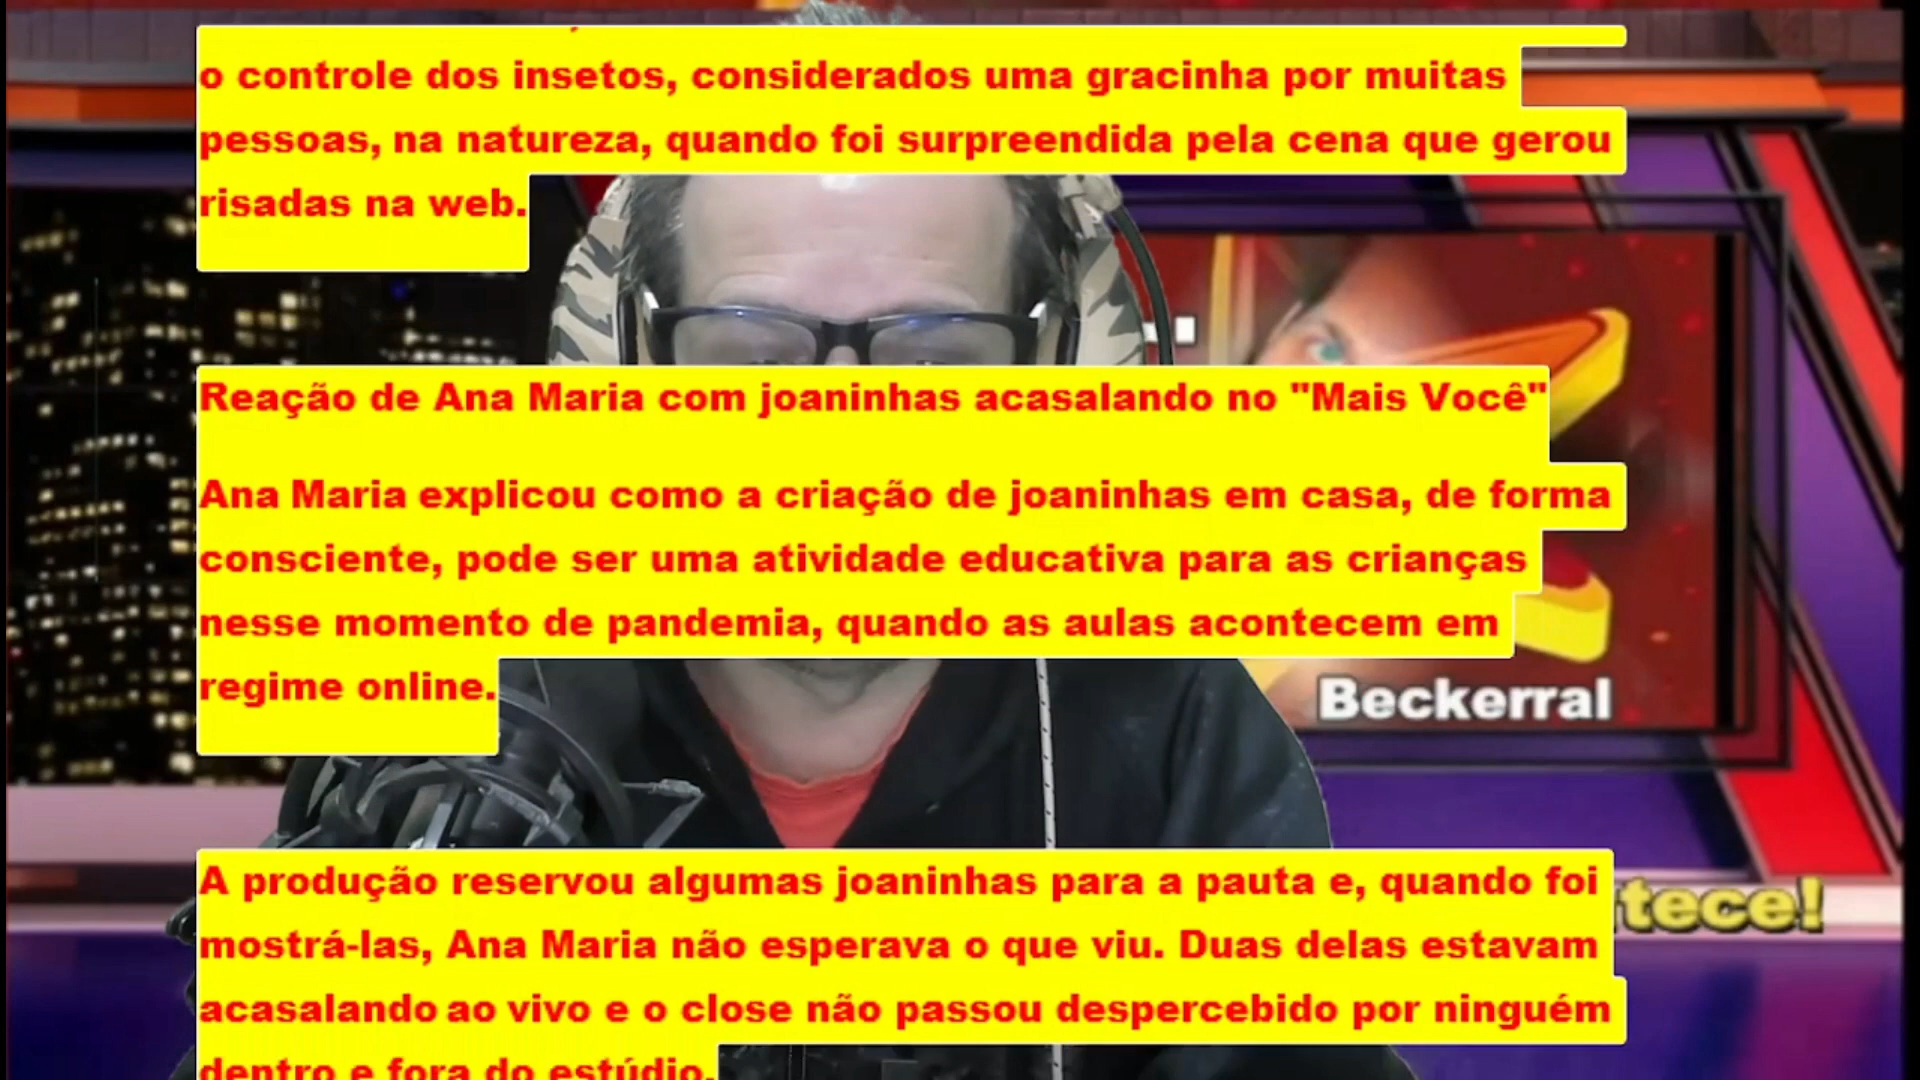 o controle dos insetos, considerados uma gracinha por muitas
pessoas, na natureza, quando foi surpreendida pela cena que gerou
risadas na web.
Reação de Ana Maria com joaninhas acasalando no "Mais Você"
Ana Maria explicou como a criação de joaninhas em casa, de forma
consciente, pode ser uma atividade educativa para as crianças
nesse momento de pandemia, quando as aulas acontecem em
regime online.
Beckerral
A produção reservou algumas joaninhas para a pauta e, quando foi
tece!
mostrá-las, Ana Maria não esperava o que viu. Duas delas estavam
acasalando ao vivo e o close não passou despercebido por ninguém
dentro e fora do estúdio.